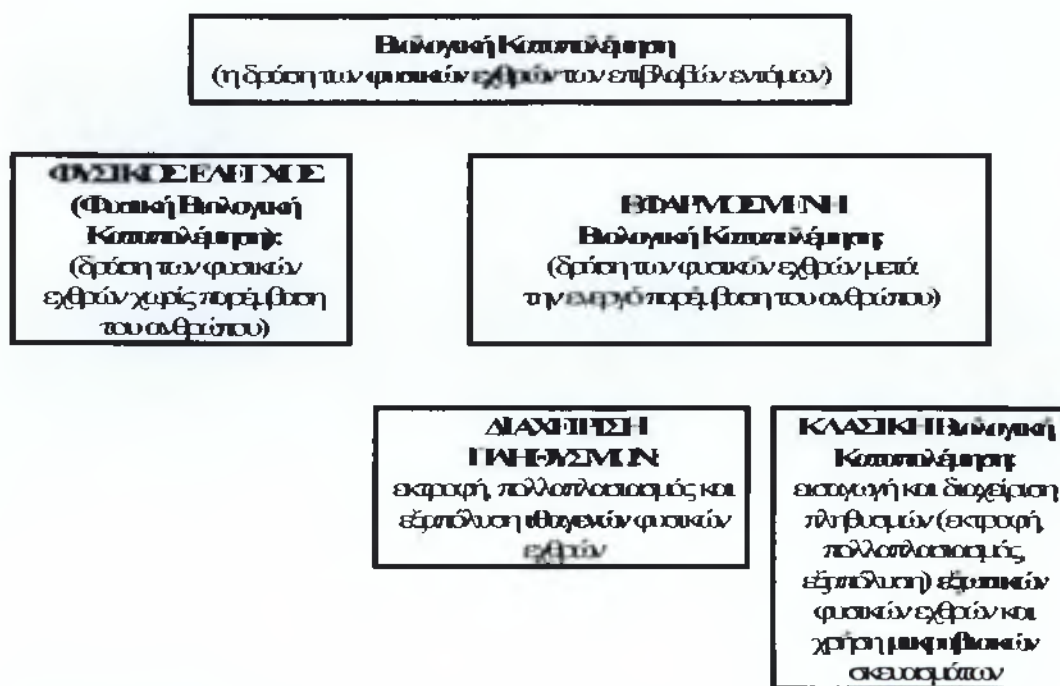 Βιολογική Καταπολέμηση
(η δράση των φυσικών εχθρών των επιβλαβών εντόμων)
ΦΥΣΙΚΟΣ ΕΛΕΓΧΟΣ
(Φυσική Βιολογική
Καταπολέμηση):
(δράση των φυσικών
εχθρών χωρίς παρέμβαση
του ανθρώπου)
ΕΦΑΡΜΟΣΜΕΝΗ
Βιολογική Καταπολέμηση:
(δράση των φυσικών εχθρών μετά
την ενεργό παρέμβαση του ανθρώπου)
ΔΙΑΧΕΙΡΙΣΗ
ΠΛΗΘΥΣΜΩΝ:
εκτροφή, πολλαπλασιασμός και
εξαπόλυση ιθαγενών φυσικών
εχθρών
ΚΛΑΣΙΚΗ Βιολογική
Καταπολέμηση:
εισαγωγή και διαχείριση
πληθυσμών (εκτροφή,
πολλαπλασιασμός,
εξαπόλυση) εξωτικών
φυσικών εχθρών και
χρήση μικροβιακών
σκευασμάτων